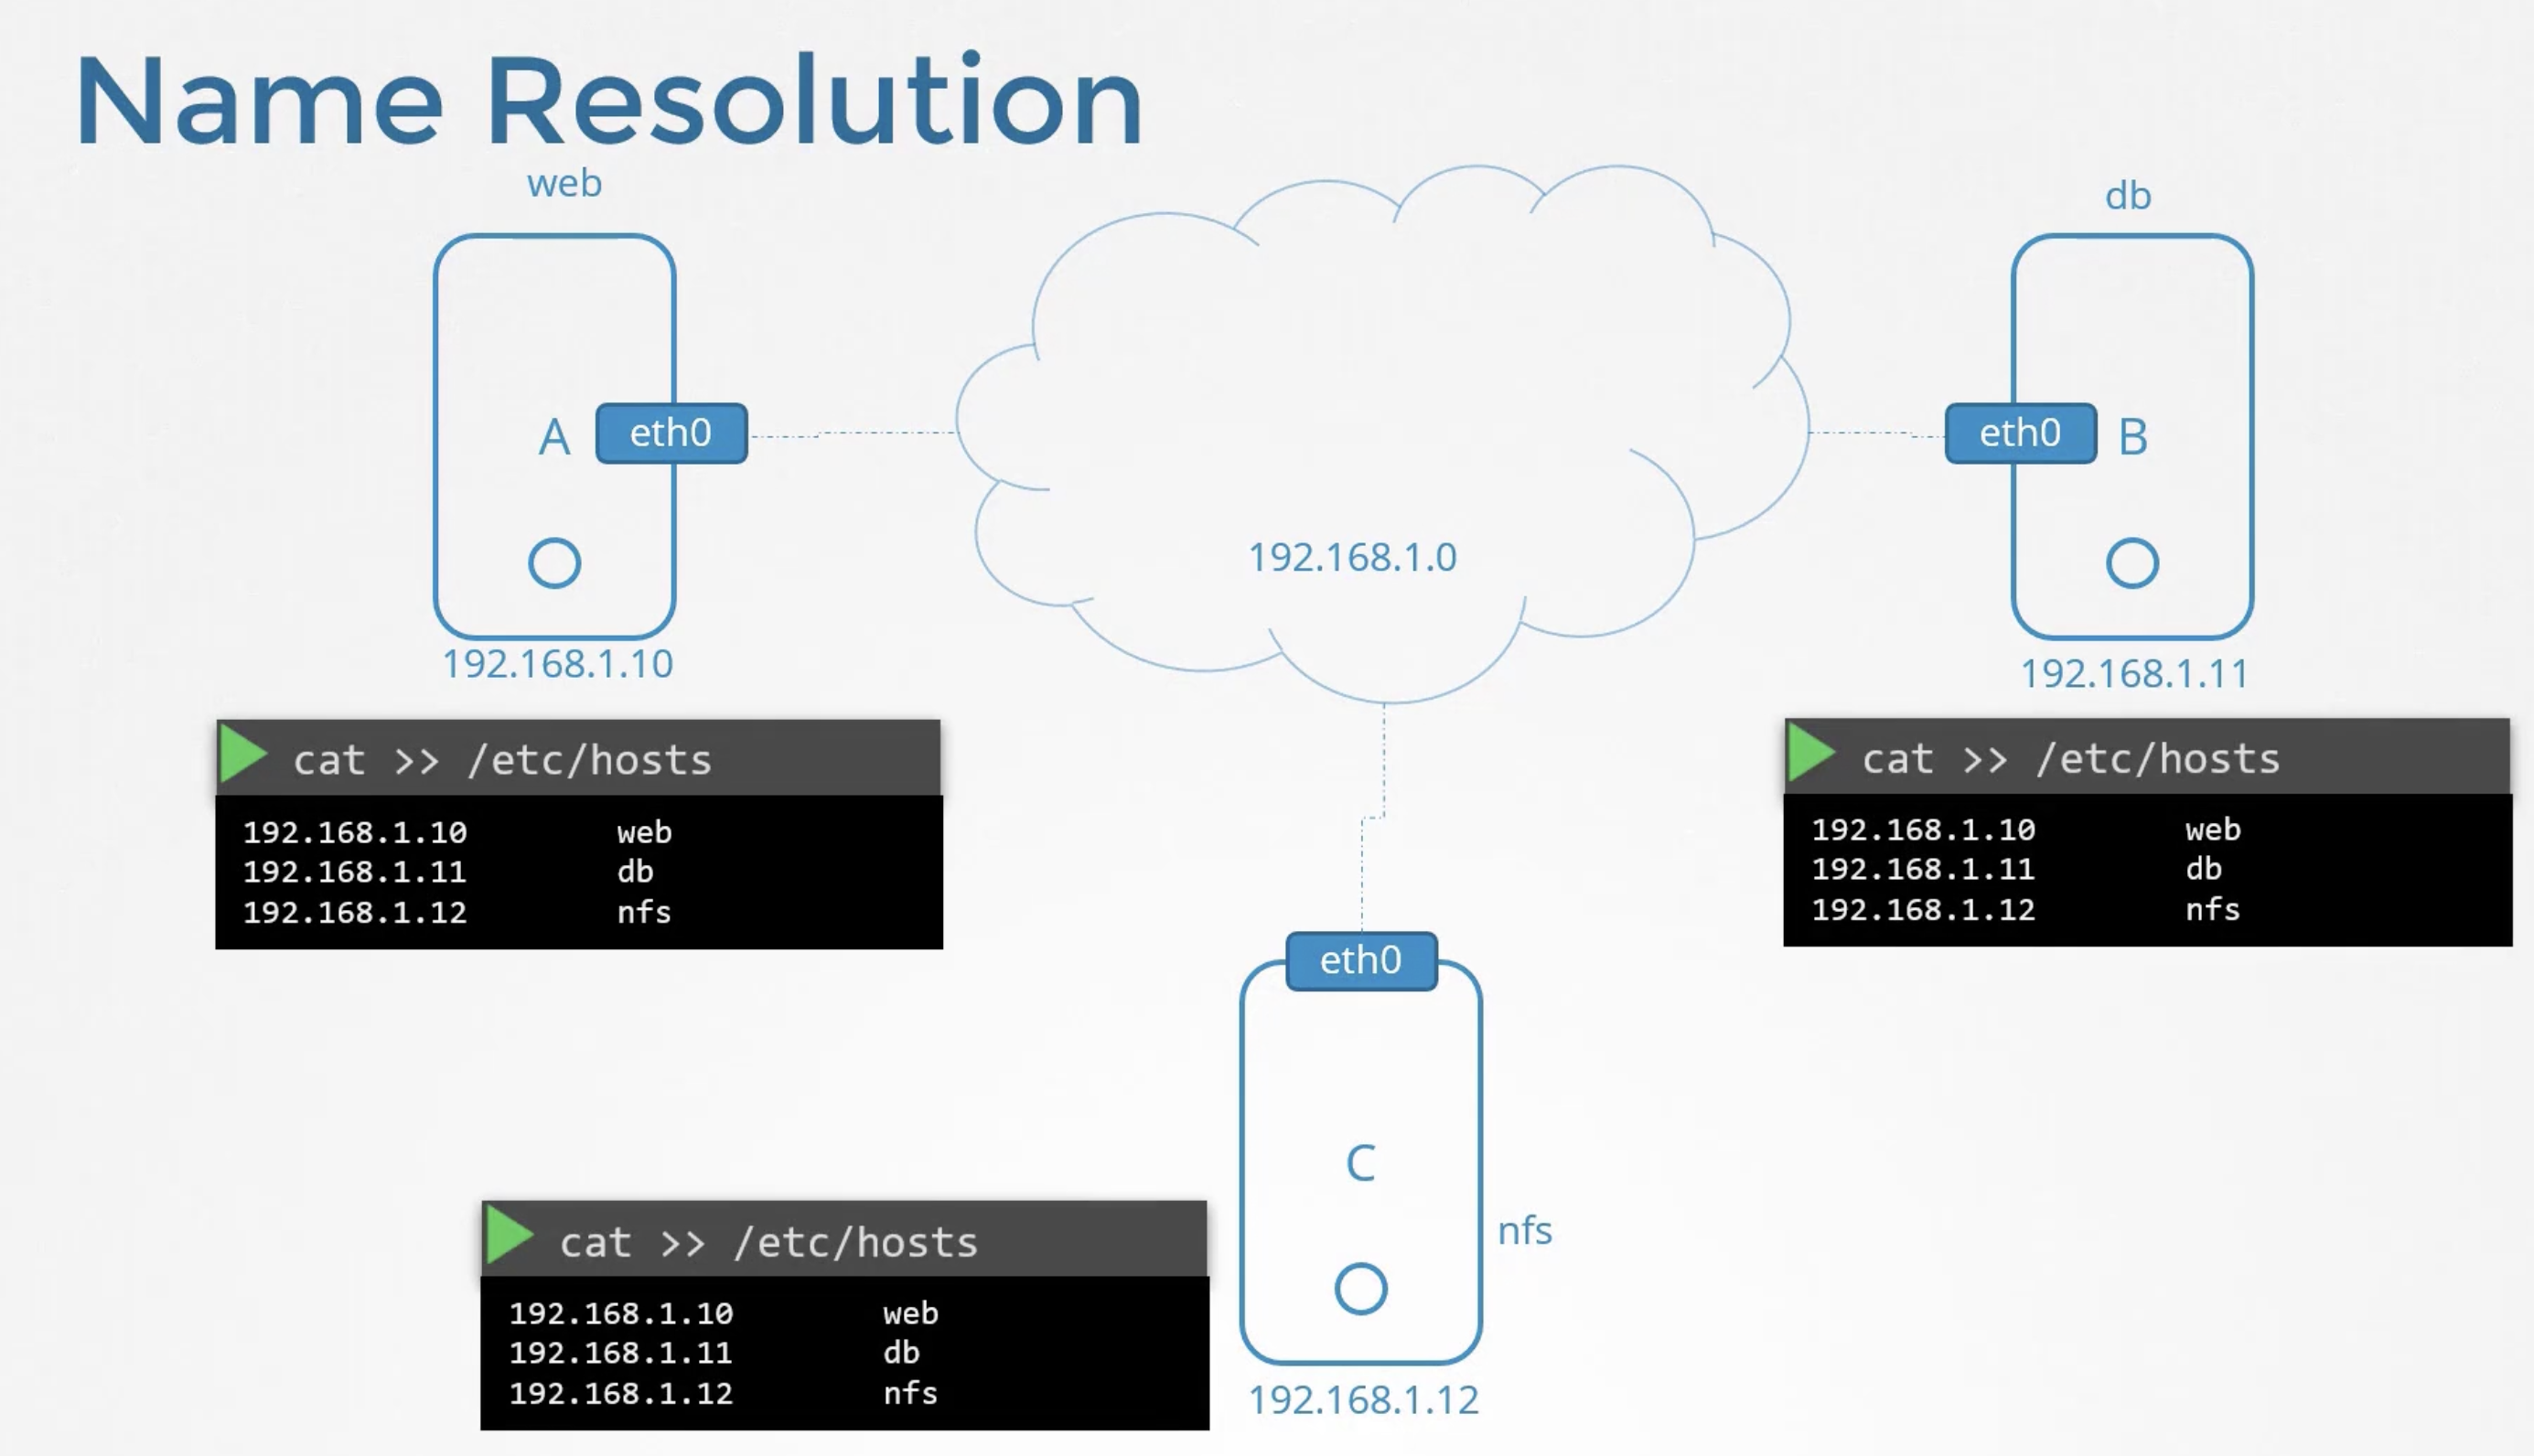 Name Resolution
web
db
A
eth0
eth0
B
192.168.1.0
192.168.1.10
192.168.1.11
cat >> /etc/hosts
192.168.1.10 web
192.168.1.11 db
192.168.1.12 nfs
cat >> /etc/hosts
192.168.1.10 web
192.168.1.11 db
192.168.1.12 nfs
eth0
C
nfs
cat >> /etc/hosts
192.168.1.10 web
192.168.1.11 db
192.168.1.12 nfs
192.168.1.12